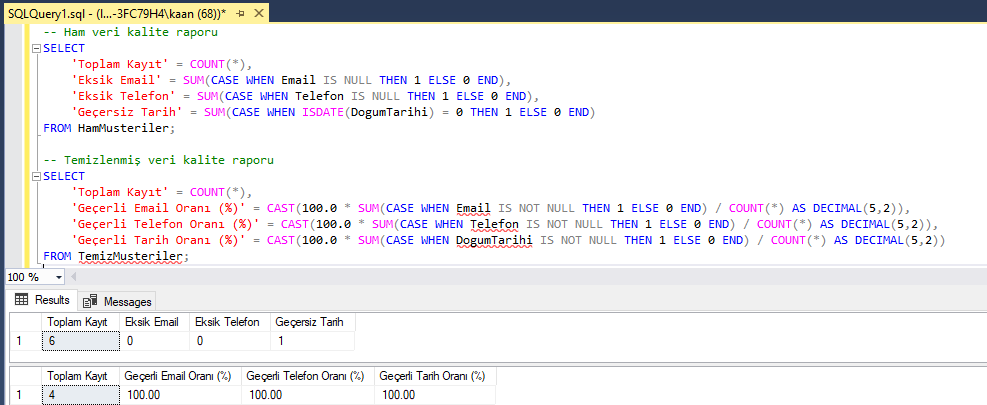 SQLQuery1.sql - (l...-3FC79H4\kaan (68))*
-- Ham veri kalite raporu
SELECT
'Toplam Kayıt' = COUNT(*),
'Eksik Email' = SUM(CASE WHEN Email IS NULL THEN 1 ELSE 0 END),
'Eksik Telefon' = SUM(CASE WHEN Telefon IS NULL THEN 1 ELSE 0 END),
'Geçersiz Tarih' = SUM(CASE WHEN ISDATE(DogumTarihi) = 0 THEN 1 ELSE 0 END)
FROM HamMusteriler;
-- Temizlenmiş veri kalite raporu
SELECT
'Toplam Kayıt' = COUNT(*),
'Geçerli Email Oranı (%)' = CAST(100.0 * SUM(CASE WHEN Email IS NOT NULL THEN 1 ELSE 0 END) / COUNT(*) AS DECIMAL(5,2)),
'Geçerli Telefon Oranı (%)' = CAST(100.0 * SUM(CASE WHEN Telefon IS NOT NULL THEN 1 ELSE 0 END) / COUNT(*) AS DECIMAL(5,2)),
'Geçerli Tarih Oranı (%)' = CAST(100.0 * SUM(CASE WHEN DogumTarihi IS NOT NULL THEN 1 ELSE 0 END) / COUNT(*) AS DECIMAL(5,2))
FROM TemizMusteriler;
100 %
Results Messages
Toplam Kayıt Eksik Email Eksik Telefon Geçersiz Tarih
1 6 0 0 1
Toplam Kayıt Geçerli Email Oranı (%) Geçerli Telefon Oranı (%) Geçerli Tarih Oranı (%)
1 4 100.00 100.00 100.00